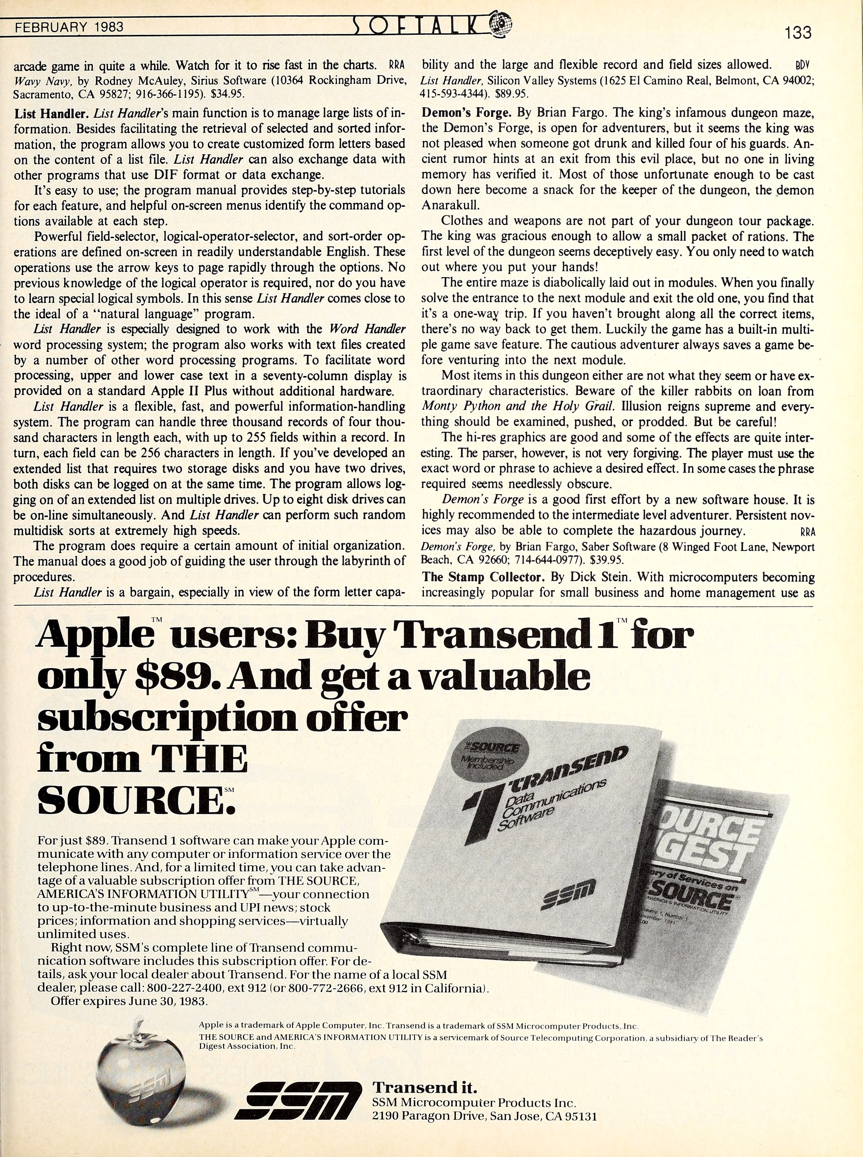 FEBRUARY 1983
SOFTALK
133
arcade game in quite a while. Watch for it to rise fast in the charts. RRA
Wavy Navy, by Rodney McAuley, Sirius Software (10364 Rockingham Drive,
Sacramento, CA 95827; 916-366-1195). $34.95.
List Handler. List Handler's main function is to manage large lists of in-
formation. Besides facilitating the retrieval of selected and sorted infor-
mation, the program allows you to create customized form letters based
on the content of a list file. List Handler can also exchange data with
other programs that use DIF format or data exchange.
It's easy to use; the program manual provides step-by-step tutorials
for each feature, and helpful on-screen menus identify the command op-
tions available at each step.
Powerful field-selector, logical-operator-selector, and sort-order op-
erations are defined on-screen in readily understandable English. These
operations use the arrow keys to page rapidly through the options. No
previous knowledge of the logical operator is required, nor do you have
to learn special logical symbols. In this sense List Handler comes close to
the ideal of a "natural language" program.
List Handler is especially designed to work with the Word Handler
word processing system; the program also works with text files created
by a number of other word processing programs. To facilitate word
processing, upper and lower case text in a seventy-column display is
provided on a standard Apple II Plus without additional hardware.
List Handler is a flexible, fast, and powerful information-handling
system. The program can handle three thousand records of four thou-
sand characters in length each, with up to 255 fields within a record. In
turn, each field can be 256 characters in length. If you've developed an
extended list that requires two storage disks and you have two drives,
both disks can be logged on at the same time. The program allows log-
ging on of an extended list on multiple drives. Up to eight disk drives can
be on-line simultaneously. And List Handler can perform such random
multidisk sorts at extremely high speeds.
The program does require a certain amount of initial organization.
The manual does a good job of guiding the user through the labyrinth of
procedures.
List Handler is a bargain, especially in view of the form letter capa-
bility and the large and flexible record and field sizes allowed. BDV
List Handler, Silicon Valley Systems (1625 El Camino Real, Belmont, CA 94002;
415-593-4344). $89.95.
Demon's Forge. By Brian Fargo. The king's infamous dungeon maze,
the Demon's Forge, is open for adventurers, but it seems the king was
not pleased when someone got drunk and killed four of his guards. An-
cient rumor hints at an exit from this evil place, but no one in living
memory has verified it. Most of those unfortunate enough to be cast
down here become a snack for the keeper of the dungeon, the demon
Anarakull.
Clothes and weapons are not part of your dungeon tour package.
The king was gracious enough to allow a small packet of rations. The
first level of the dungeon seems deceptively easy. You only need to watch
out where you put your hands!
The entire maze is diabolically laid out in modules. When you finally
solve the entrance to the next module and exit the old one, you find that
it's a one-way trip. If you haven't brought along all the correct items,
there's no way back to get them. Luckily the game has a built-in multi-
ple game save feature. The cautious adventurer always saves a game be-
fore venturing into the next module.
Most items in this dungeon either are not what they seem or have ex-
traordinary characteristics. Beware of the killer rabbits on loan from
Monty Python and the Holy Grail. Illusion reigns supreme and every-
thing should be examined, pushed, or prodded. But be careful!
The hi-res graphics are good and some of the effects are quite inter-
esting. The parser, however, is not very forgiving. The player must use the
exact word or phrase to achieve a desired effect. In some cases the phrase
required seems needlessly obscure.
Demon's Forge is a good first effort by a new software house. It is
highly recommended to the intermediate level adventurer. Persistent nov-
ices may also be able to complete the hazardous journey. RRA
Demon's Forge, by Brian Fargo, Saber Software (8 Winged Foot Lane, Newport
Beach, CA 92660; 714-644-0977). $39.95.
The Stamp Collector. By Dick Stein. With microcomputers becoming
increasingly popular for small business and home management use as
Apple™ users: Buy Transend 1™ for
only $89. And get a valuable
subscription offer
from THE
SOURCE.℠
For just $89. Transend 1 software can make your Apple com-
municate with any computer or information service over the
telephone lines. And, for a limited time, you can take advan-
tage of a valuable subscription offer from THE SOURCE,
AMERICA'S INFORMATION UTILITY℠—your connection
to up-to-the-minute business and UPI news; stock
prices; information and shopping services—virtually
unlimited uses.
Right now, SSM's complete line of Transend commu-
nication software includes this subscription offer. For de-
tails, ask your local dealer about Transend. For the name of a local SSM
dealer, please call: 800-227-2400, ext 912 (or 800-772-2666, ext 912 in California).
Offer expires June 30, 1983.
THE SOURCE
Membership
Included
1 TRANSEND
Data
Communications
Software
SSM
OURCE
GEST
ory of Services on
SOURCE
Apple is a trademark of Apple Computer, Inc. Transend is a trademark of SSM Microcomputer Products, Inc.
THE SOURCE and AMERICA'S INFORMATION UTILITY is a servicemark of Source Telecomputing Corporation, a subsidiary of The Reader's
Digest Association, Inc.
SSM
SSM
Transend it.
SSM Microcomputer Products Inc.
2190 Paragon Drive, San Jose, CA 95131